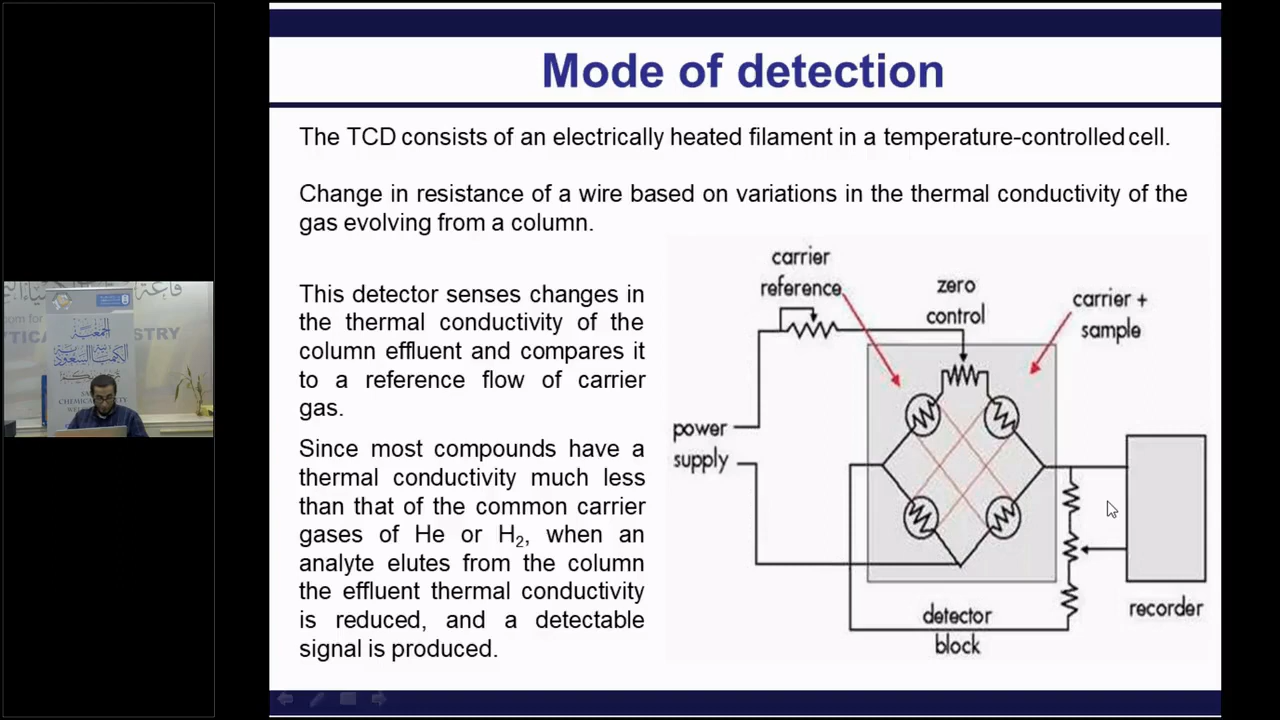 Mode of detection
The TCD consists of an electrically heated filament in a temperature-controlled cell.
Change in resistance of a wire based on variations in the thermal conductivity of the
gas evolving from a column.
This detector senses changes in
the thermal conductivity of the
column effluent and compares it
to a reference flow of carrier
gas.
Since most compounds have a
thermal conductivity much less
than that of the common carrier
gases of He or H2, when an
analyte elutes from the column
the effluent thermal conductivity
is reduced, and a detectable
signal is produced.
carrier
reference
zero
control
carrier +
sample
power
supply
detector
block
recorder
الجمعية
الكيميائية السعودية